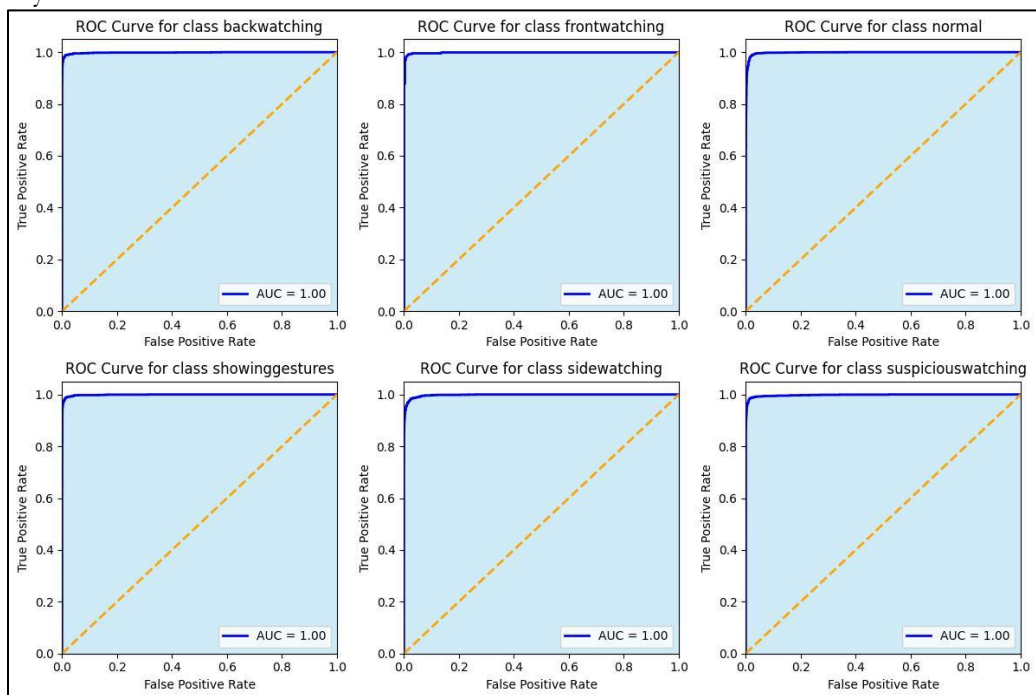 ROC Curve for class backwatching
ROC Curve for class frontwatching
ROC Curve for class normal
True Positive Rate
1.0
0.8
0.6
0.4
0.2
0.0
AUC = 1.00
0.0 0.2 0.4 0.6 0.8 1.0
False Positive Rate
True Positive Rate
1.0
0.8
0.6
0.4
0.2
0.0
AUC = 1.00
0.0 0.2 0.4 0.6 0.8 1.0
False Positive Rate
True Positive Rate
1.0
0.8
0.6
0.4
0.2
0.0
AUC = 1.00
0.0 0.2 0.4 0.6 0.8 1.0
False Positive Rate
ROC Curve for class showinggestures
ROC Curve for class sidewatching
ROC Curve for class suspiciouswatching
True Positive Rate
1.0
0.8
0.6
0.4
0.2
0.0
AUC = 1.00
0.0 0.2 0.4 0.6 0.8 1.0
False Positive Rate
True Positive Rate
1.0
0.8
0.6
0.4
0.2
0.0
AUC = 1.00
0.0 0.2 0.4 0.6 0.8 1.0
False Positive Rate
True Positive Rate
1.0
0.8
0.6
0.4
0.2
0.0
AUC = 1.00
0.0 0.2 0.4 0.6 0.8 1.0
False Positive Rate